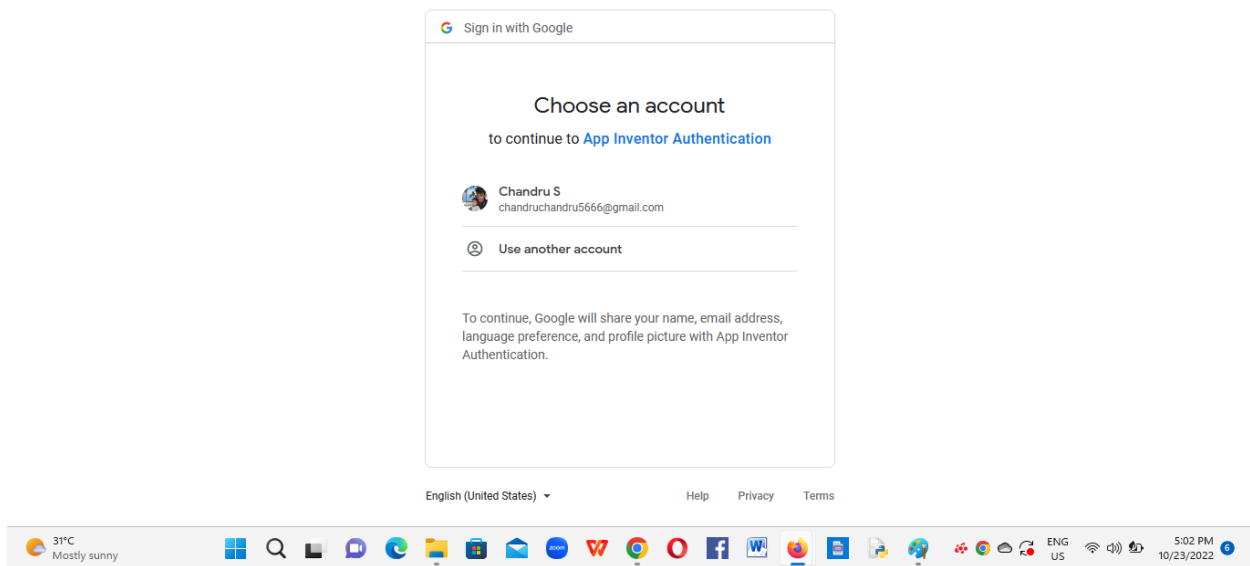 Sign in with Google
Choose an account
to continue to App Inventor Authentication
Chandru S
chandruchandru5666@gmail.com
Use another account
To continue, Google will share your name, email address,
language preference, and profile picture with App Inventor
Authentication.
English (United States)
Help Privacy Terms
31°C
Mostly sunny
zoom
W
ENG
US
5:02 PM
10/23/2022
6